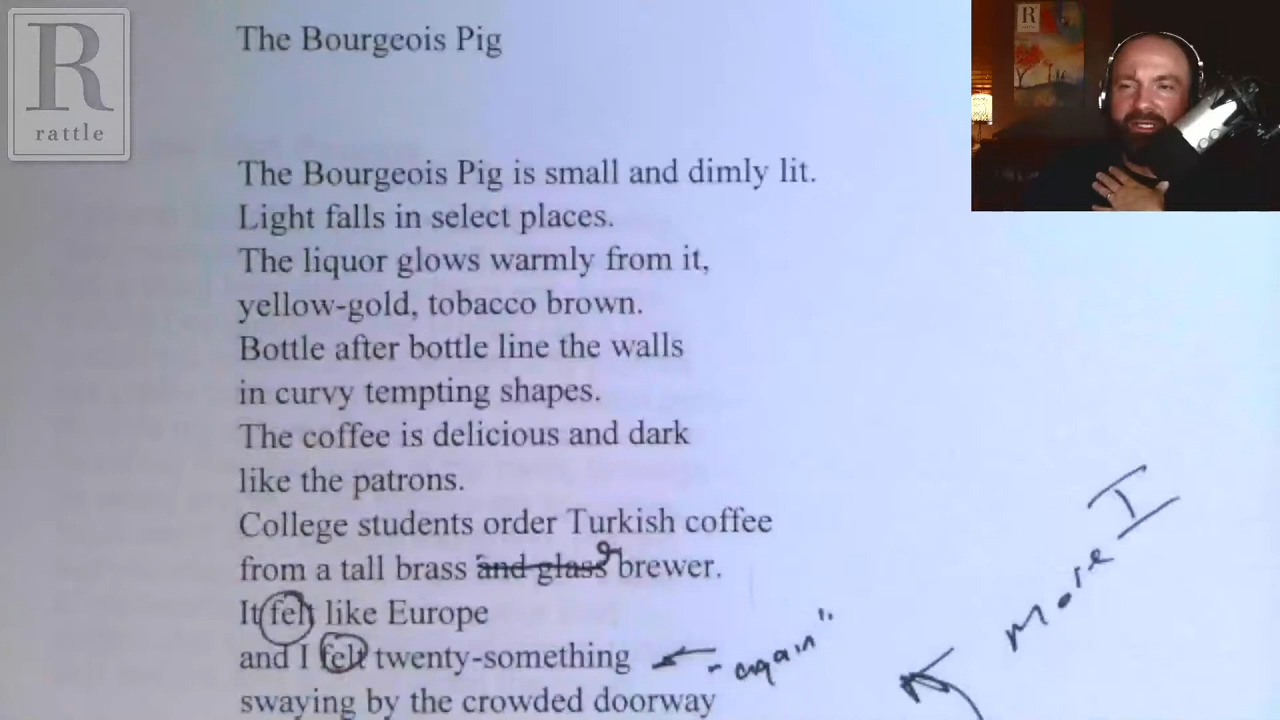 R
rattle
The Bourgeois Pig
The Bourgeois Pig is small and dimly lit.
Light falls in select places.
The liquor glows warmly from it,
yellow-gold, tobacco brown.
Bottle after bottle line the walls
in curvy tempting shapes.
The coffee is delicious and dark
like the patrons.
College students order Turkish coffee
from a tall brass and glass brewer.
It felt like Europe
and I felt twenty-something
"again"
swaying by the crowded doorway
more I
R